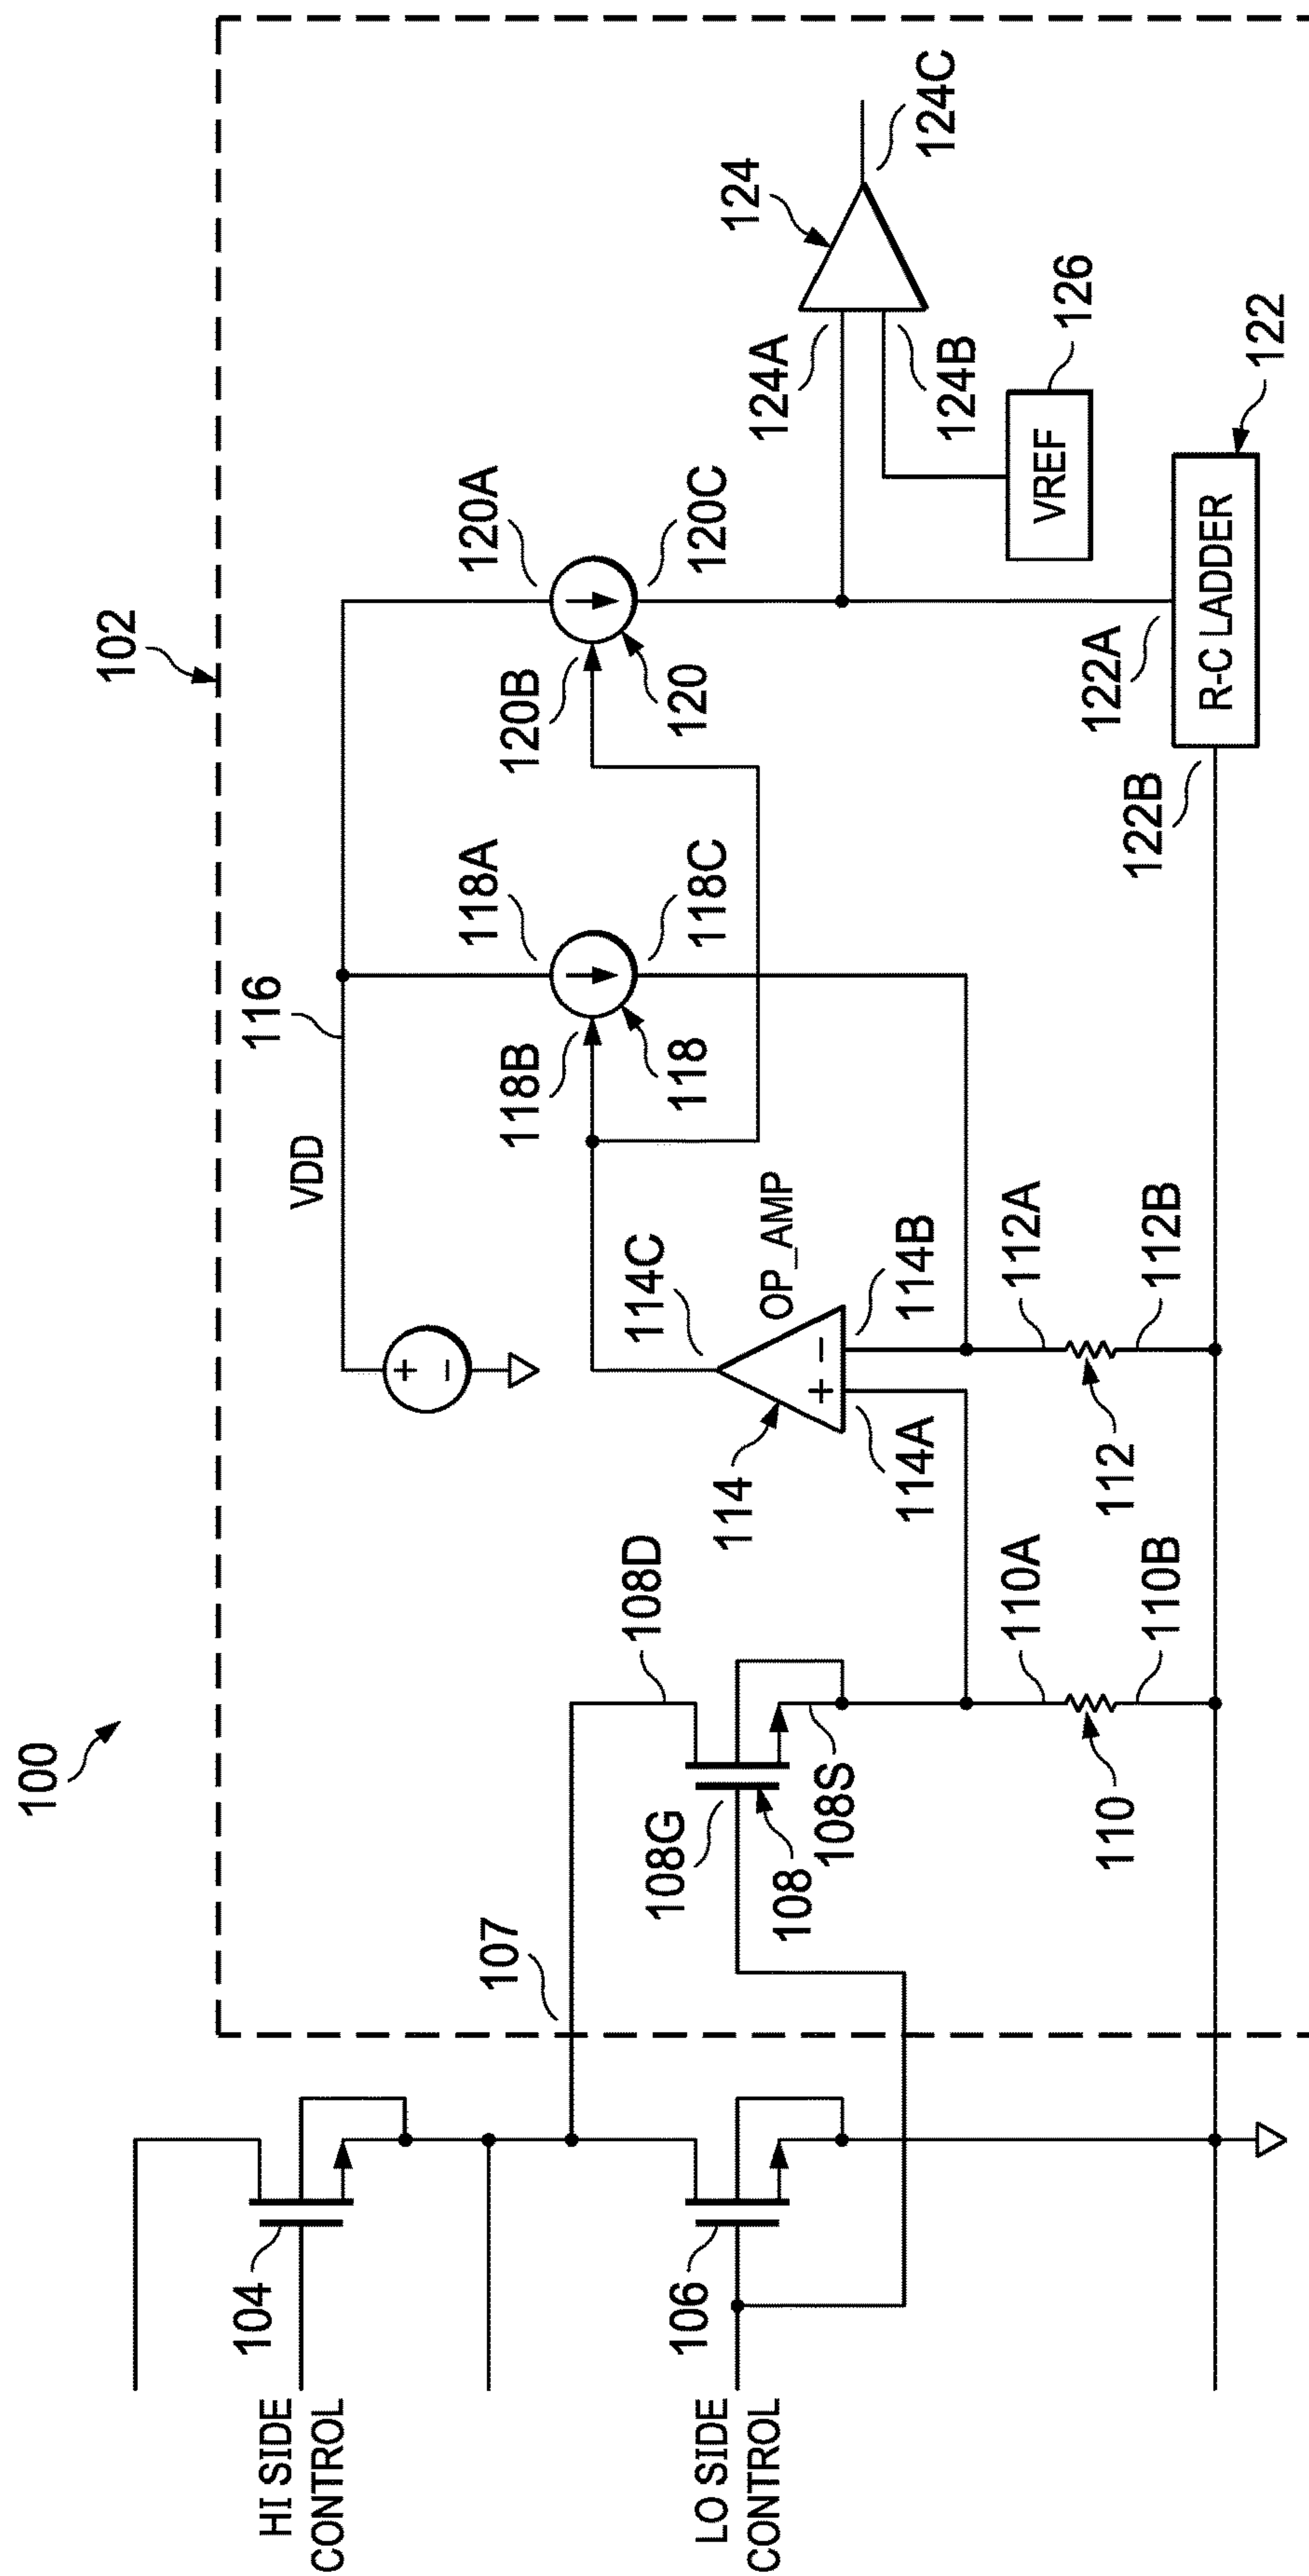 100
102
HI SIDE
CONTROL
104
LO SIDE
CONTROL
106
107
108D
108G
108
108S
110A
110
110B
VDD
116
114C
OP_AMP
114
+
−
114A
114B
112A
112
112B
+
−
118A
118B
118
118C
120A
120B
120
120C
124
124A
124B
124C
VREF
126
122A
122B
R-C LADDER
122